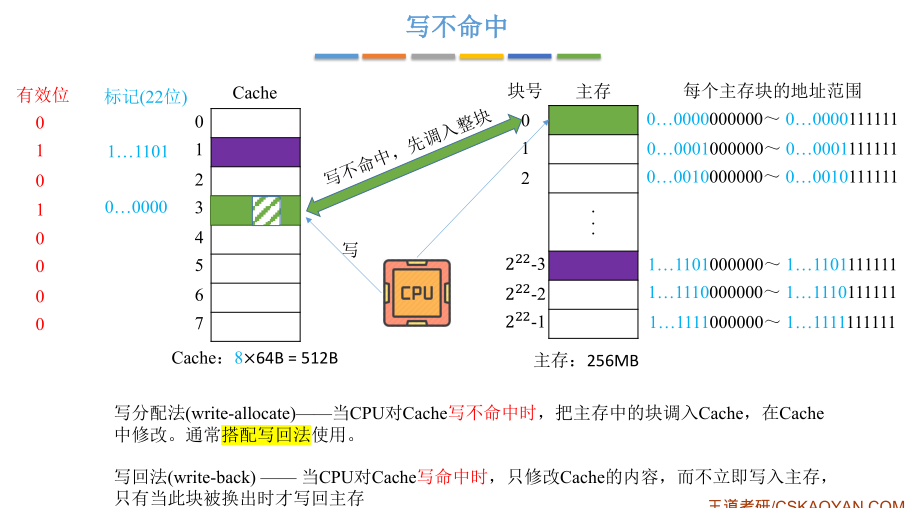 写不命中
有效位 标记(22位) Cache 块号 主存 每个主存块的地址范围
0 0 0 0…0000000000～ 0…0000111111
1 1…1101 1 1 0…0001000000～ 0…0001111111
0 2 2 0…0010000000～ 0…0010111111
写不命中，先调入整块
1 0…0000 3
0 4
写
0 5 2²²-3 1…1101000000～ 1…1101111111
CPU
0 6 2²²-2 1…1110000000～ 1…1110111111
0 7 2²²-1 1…1111000000～ 1…1111111111
Cache：8×64B = 512B 主存：256MB
写分配法(write-allocate)——当CPU对Cache写不命中时，把主存中的块调入Cache，在Cache
中修改。通常搭配写回法使用。
写回法(write-back) —— 当CPU对Cache写命中时，只修改Cache的内容，而不立即写入主存，
只有当此块被换出时才写回主存
王道考研/CSKAOYAN.COM